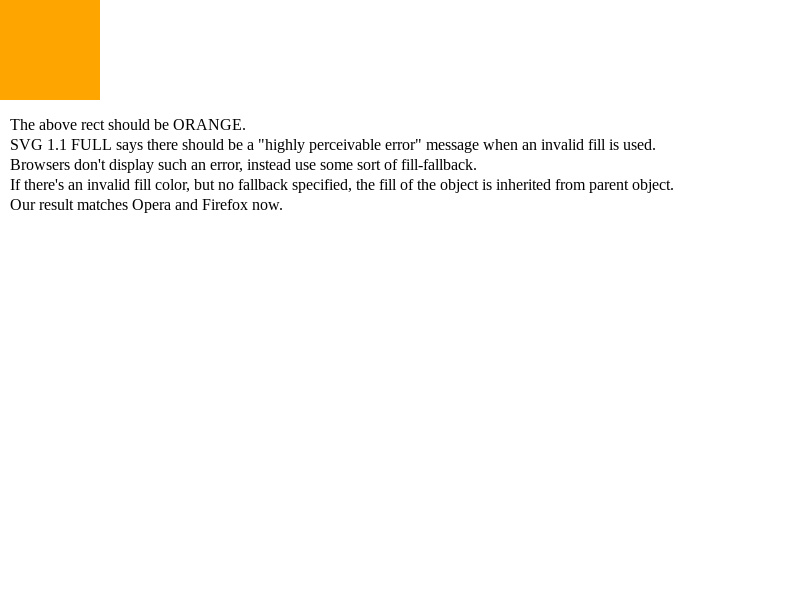 The above rect should be ORANGE.
SVG 1.1 FULL says there should be a "highly perceivable error" message when an invalid fill is used.
Browsers don't display such an error, instead use some sort of fill-fallback.
If there's an invalid fill color, but no fallback specified, the fill of the object is inherited from parent object.
Our result matches Opera and Firefox now.